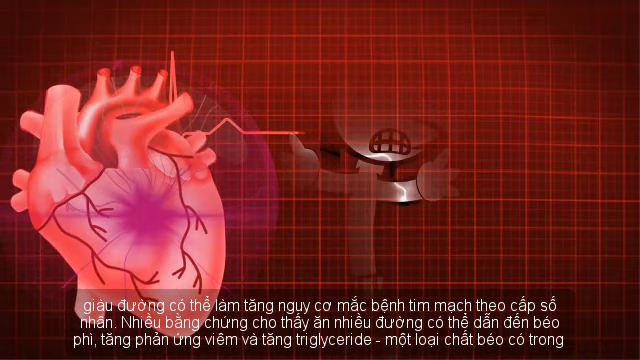 giàu đường có thể làm tăng nguy cơ mắc bệnh tim mạch theo cấp số
nhân. Nhiều bằng chứng cho thấy ăn nhiều đường có thể dẫn đến béo
phì, tăng phản ứng viêm và tăng triglyceride - một loại chất béo có trong